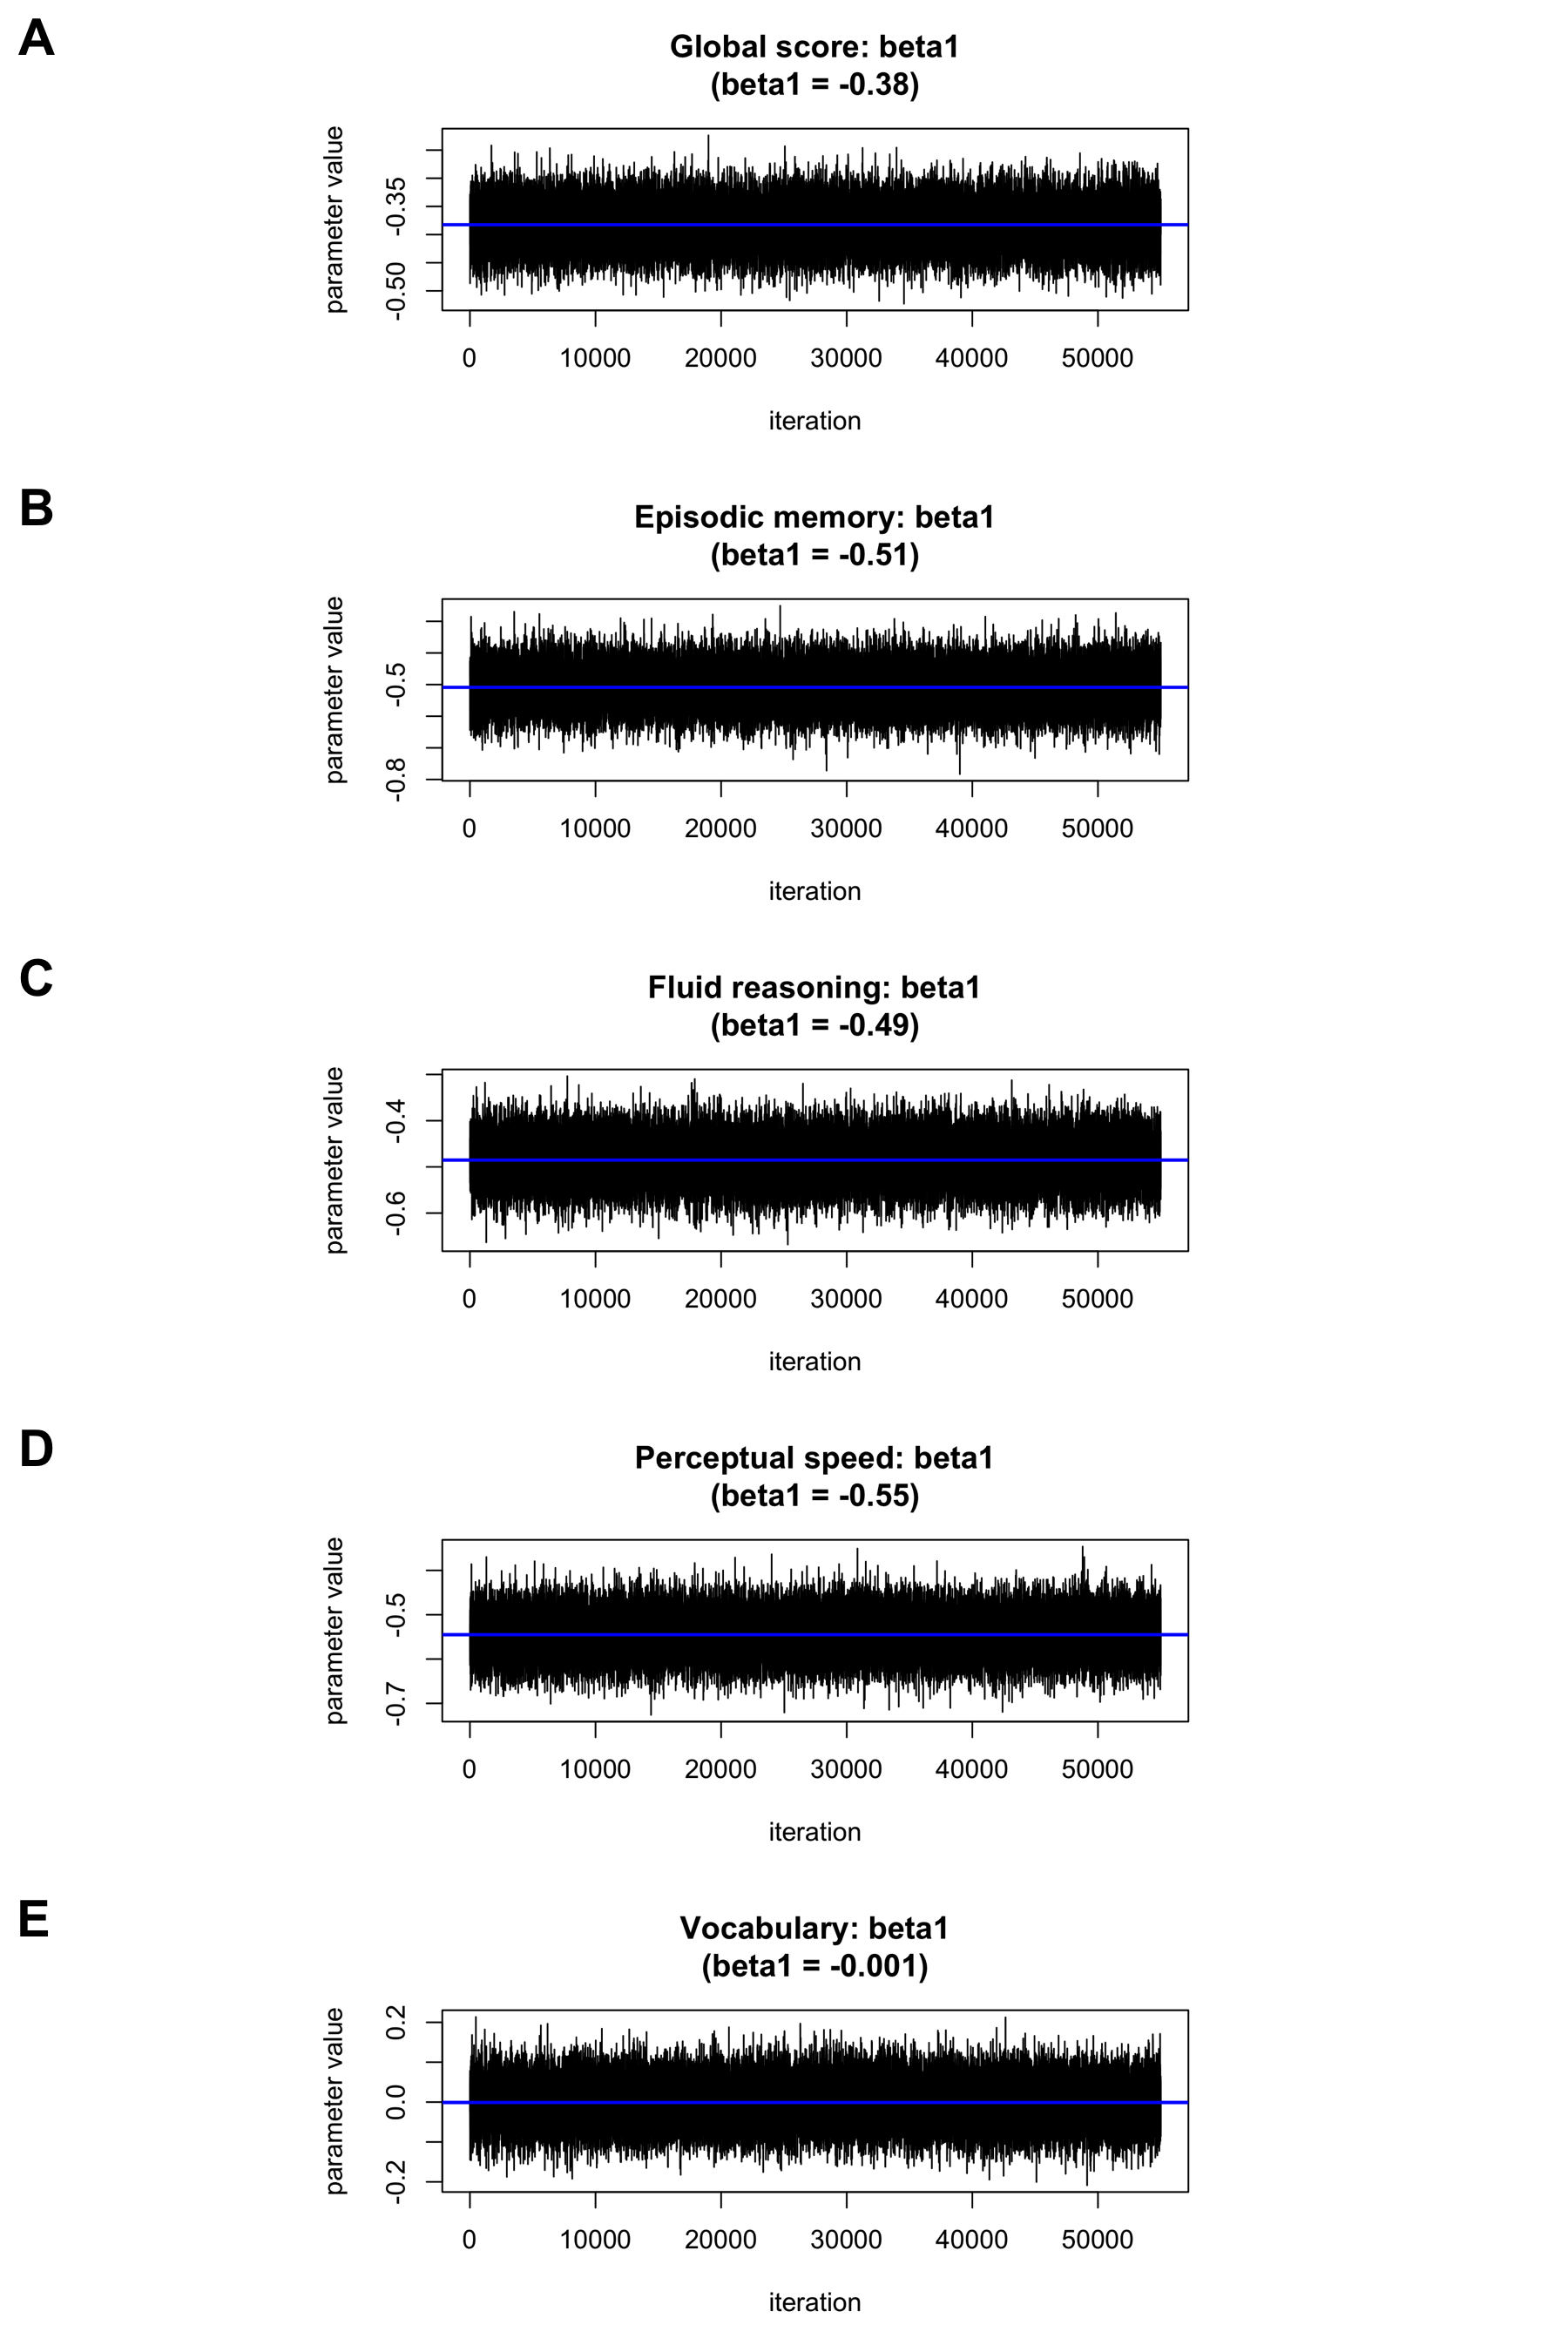 A
Global score: beta1
(beta1 = -0.38)
parameter value
-0.35
-0.50
0 10000 20000 30000 40000 50000
iteration
B
Episodic memory: beta1
(beta1 = -0.51)
parameter value
-0.5
-0.8
0 10000 20000 30000 40000 50000
iteration
C
Fluid reasoning: beta1
(beta1 = -0.49)
parameter value
-0.4
-0.6
0 10000 20000 30000 40000 50000
iteration
D
Perceptual speed: beta1
(beta1 = -0.55)
parameter value
-0.5
-0.7
0 10000 20000 30000 40000 50000
iteration
E
Vocabulary: beta1
(beta1 = -0.001)
parameter value
0.2
0.0
-0.2
0 10000 20000 30000 40000 50000
iteration